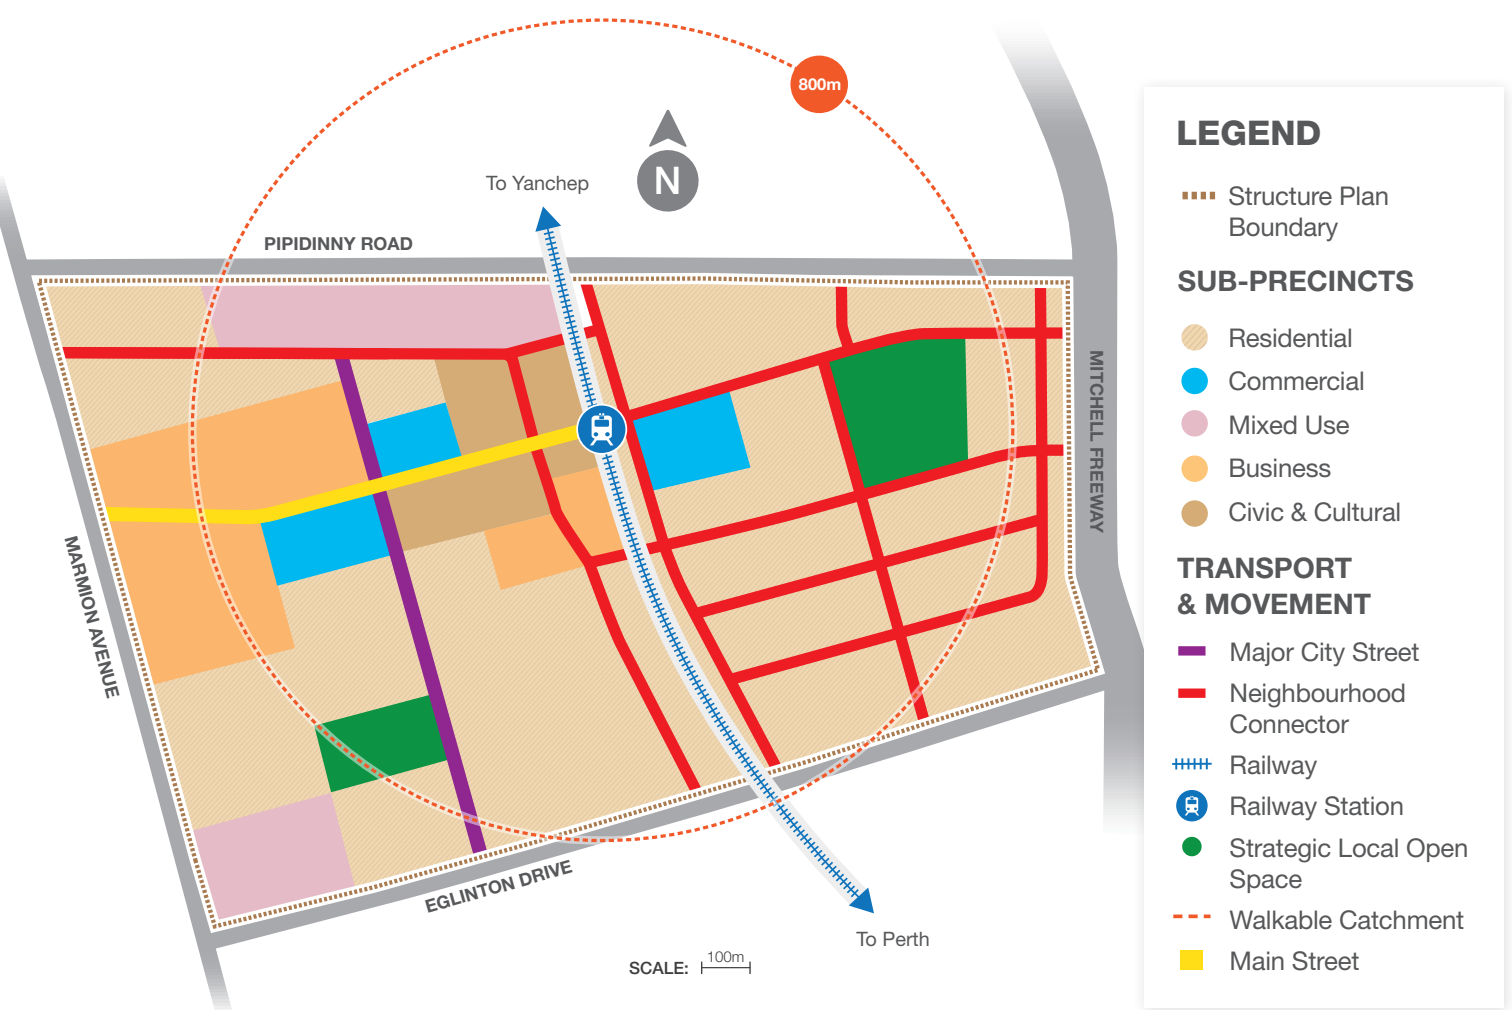 800m
N
To Yanchep
PIPIDINNY ROAD
MITCHELL FREEWAY
MARMION AVENUE
EGLINTON DRIVE
To Perth
SCALE: 100m
LEGEND
Structure Plan
Boundary
SUB-PRECINCTS
Residential
Commercial
Mixed Use
Business
Civic & Cultural
TRANSPORT
& MOVEMENT
Major City Street
Neighbourhood
Connector
Railway
Railway Station
Strategic Local Open
Space
Walkable Catchment
Main Street